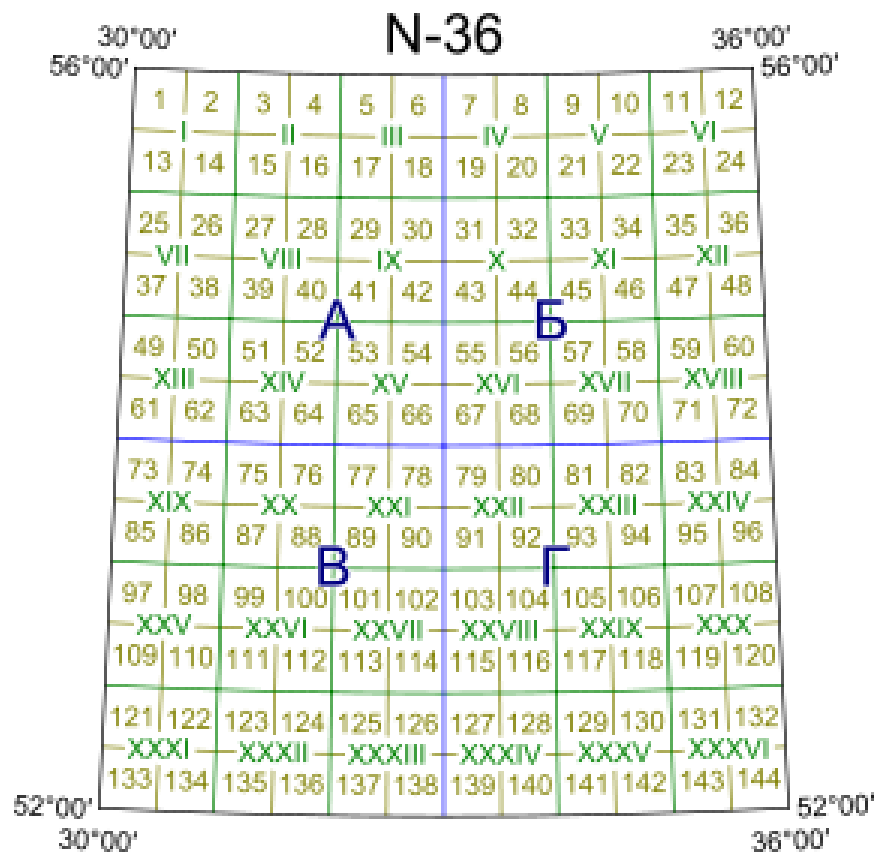 N-36
30°00' 36°00'
56°00' 56°00'
1 2 3 4 5 6 7 8 9 10 11 12
I II III IV V VI
13 14 15 16 17 18 19 20 21 22 23 24
25 26 27 28 29 30 31 32 33 34 35 36
VII VIII IX X XI XII
37 38 39 40 41 42 43 44 45 46 47 48
А Б
49 50 51 52 53 54 55 56 57 58 59 60
XIII XIV XV XVI XVII XVIII
61 62 63 64 65 66 67 68 69 70 71 72
73 74 75 76 77 78 79 80 81 82 83 84
XIX XX XXI XXII XXIII XXIV
85 86 87 88 89 90 91 92 93 94 95 96
В Г
97 98 99 100 101 102 103 104 105 106 107 108
XXV XXVI XXVII XXVIII XXIX XXX
109 110 111 112 113 114 115 116 117 118 119 120
121 122 123 124 125 126 127 128 129 130 131 132
XXXI XXXII XXXIII XXXIV XXXV XXXVI
133 134 135 136 137 138 139 140 141 142 143 144
52°00' 52°00'
30°00' 36°00'